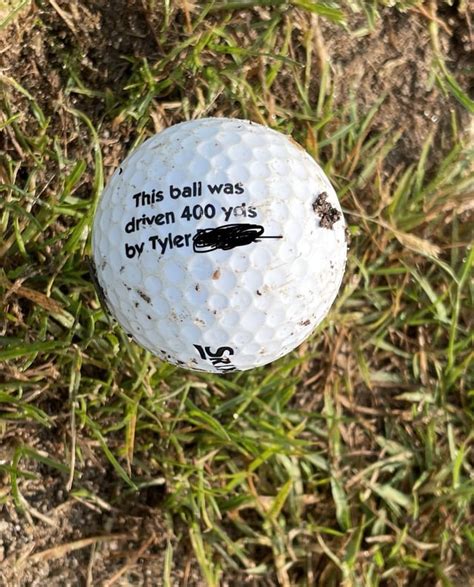 This ball was
driven 400 yds
by Tyler